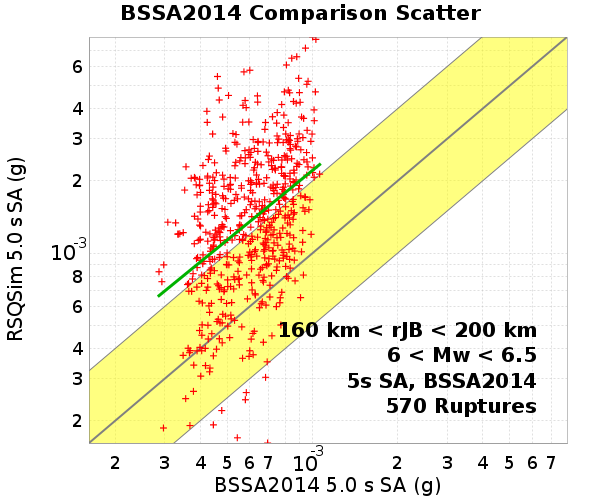 BSSA2014 Comparison Scatter
RSQSim 5.0 s SA (g)
6
4
3
2
10⁻³
8
6
4
3
2
160 km < rJB < 200 km
6 < Mw < 6.5
5s SA, BSSA2014
570 Ruptures
2 3 4 5 6 7 10⁻³ 2 3 4 5 6 7
BSSA2014 5.0 s SA (g)